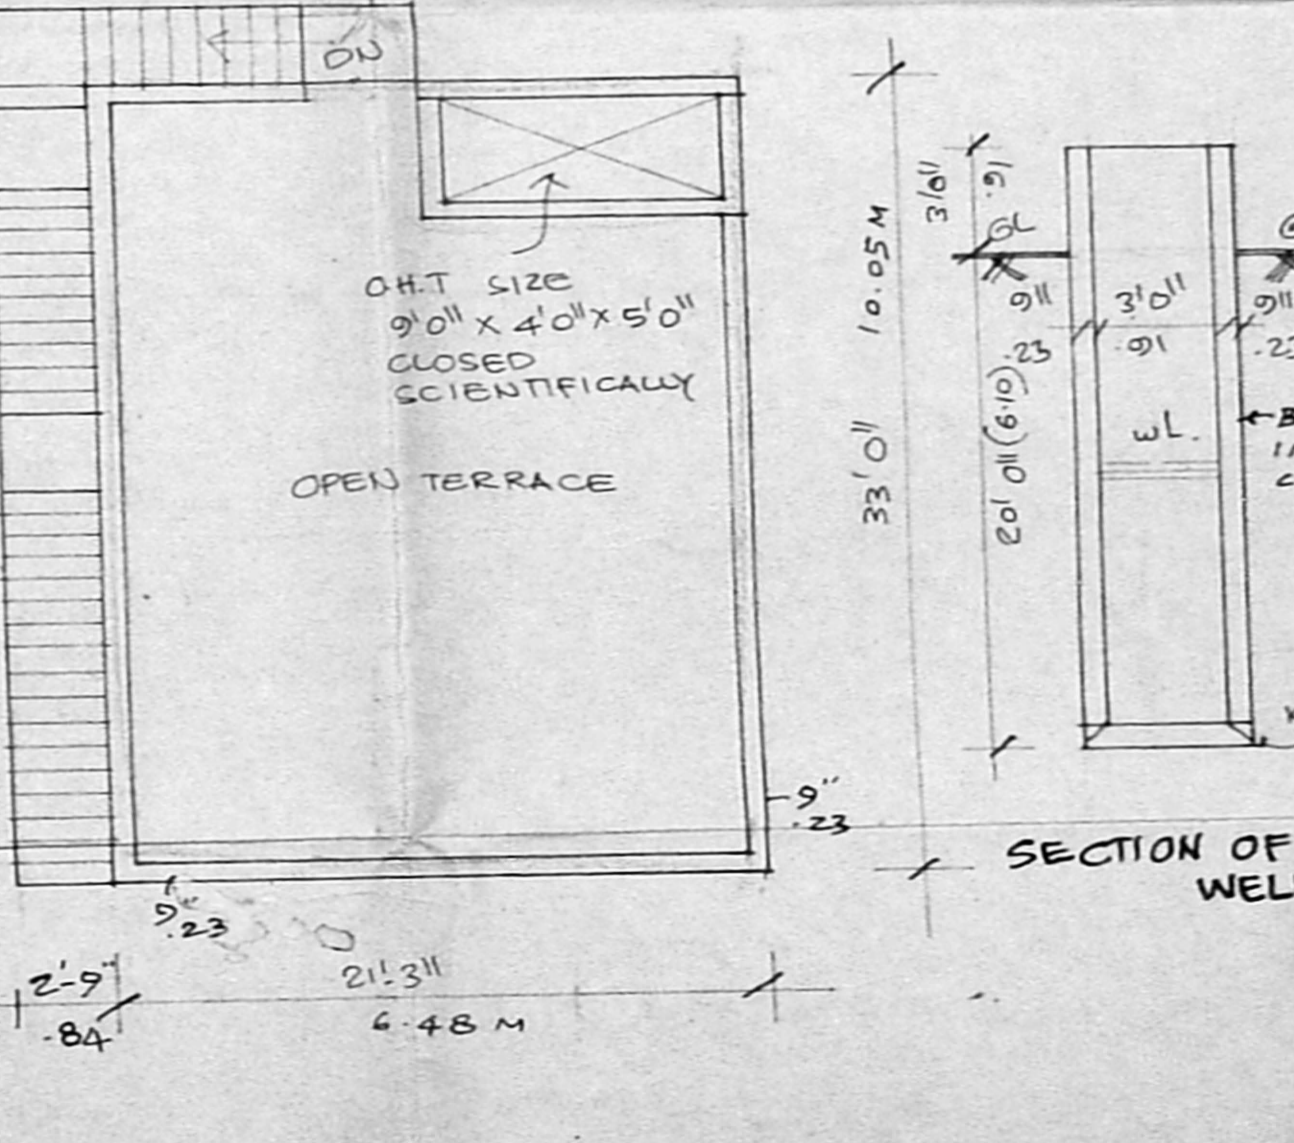 DN
O.H.T SIZE
9'0" X 4'0" X 5'0"
CLOSED
SCIENTIFICALLY
OPEN TERRACE
10.05 M
33'0"
3'0"
.91
GL
9"
.23
3'0"
.91
9"
20'0" (6.10)
WL.
9"
.23
9"
.23
2'-9"
.84
21'-3"
6.48 M
SECTION OF